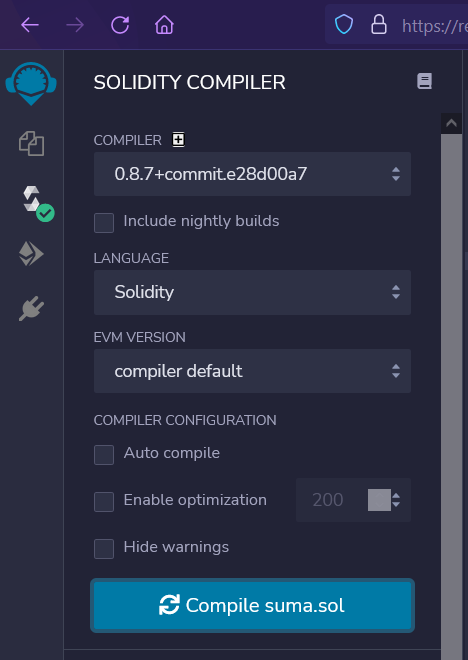 https://re
SOLIDITY COMPILER
COMPILER
0.8.7+commit.e28d00a7
Include nightly builds
LANGUAGE
Solidity
EVM VERSION
compiler default
COMPILER CONFIGURATION
Auto compile
Enable optimization 200
Hide warnings
Compile suma.sol